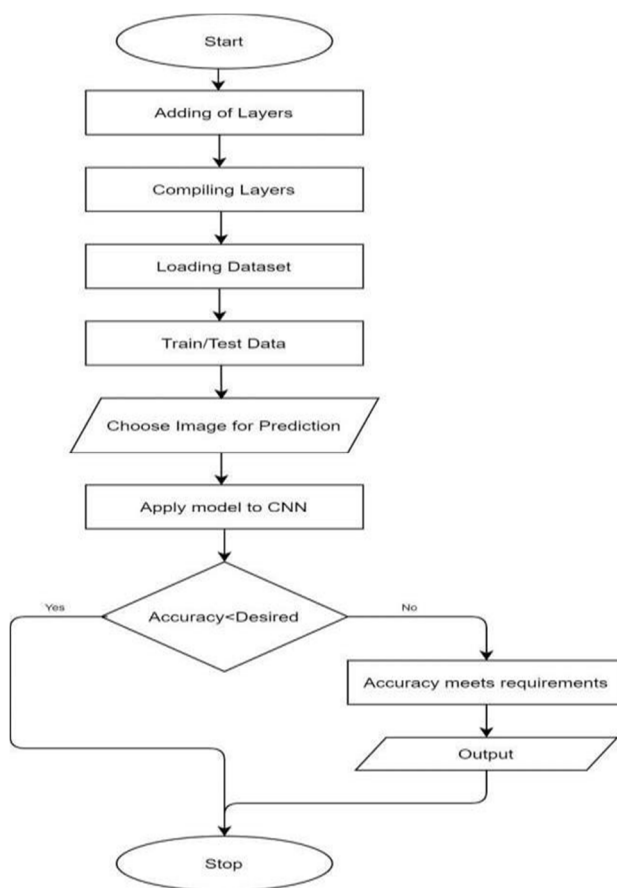 Start
Adding of Layers
Compiling Layers
Loading Dataset
Train/Test Data
Choose Image for Prediction
Apply model to CNN
Yes
Accuracy<Desired
No
Accuracy meets requirements
Output
Stop